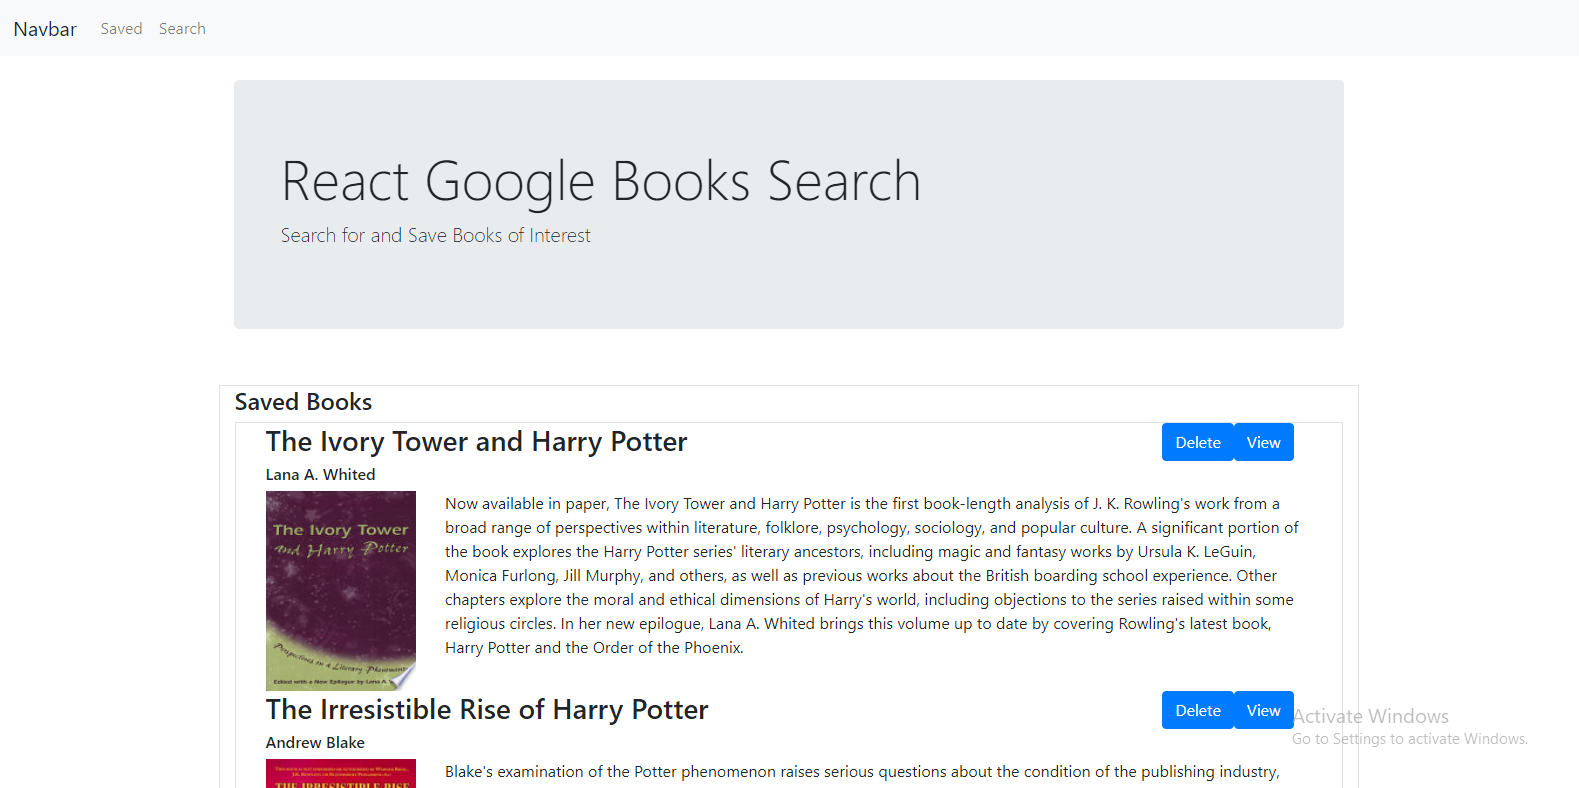 Navbar Saved Search
React Google Books Search
Search for and Save Books of Interest
Saved Books
The Ivory Tower and Harry Potter
Delete View
Lana A. Whited
The Ivory Tower
and Harry Potter
Perspectives on a Literary Phenomenon
Edited with a New Epilogue by Lana A.
Now available in paper, The Ivory Tower and Harry Potter is the first book-length analysis of J. K. Rowling's work from a
broad range of perspectives within literature, folklore, psychology, sociology, and popular culture. A significant portion of
the book explores the Harry Potter series' literary ancestors, including magic and fantasy works by Ursula K. LeGuin,
Monica Furlong, Jill Murphy, and others, as well as previous works about the British boarding school experience. Other
chapters explore the moral and ethical dimensions of Harry's world, including objections to the series raised within some
religious circles. In her new epilogue, Lana A. Whited brings this volume up to date by covering Rowling's latest book,
Harry Potter and the Order of the Phoenix.
The Irresistible Rise of Harry Potter
Delete View
Andrew Blake
THE IRRESISTIBLE RISE
Blake's examination of the Potter phenomenon raises serious questions about the condition of the publishing industry,
Activate Windows
Go to Settings to activate Windows.